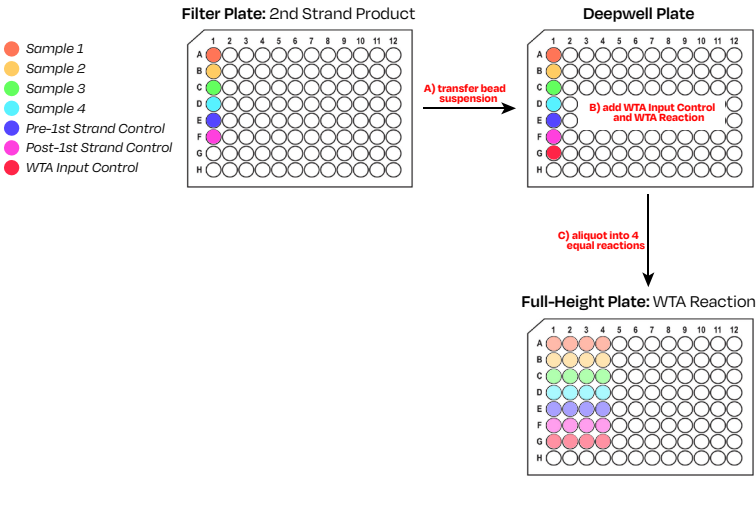 Filter Plate: 2nd Strand Product
Deepwell Plate
Sample 1
Sample 2
Sample 3
Sample 4
Pre-1st Strand Control
Post-1st Strand Control
WTA Input Control
1 2 3 4 5 6 7 8 9 10 11 12
A
B
C
D
E
F
G
H
A) transfer bead
suspension
1 2 3 4 5 6 7 8 9 10 11 12
A
B
C
D
E
F
G
H
B) add WTA Input Control
and WTA Reaction
C) aliquot into 4
equal reactions
Full-Height Plate: WTA Reaction
1 2 3 4 5 6 7 8 9 10 11 12
A
B
C
D
E
F
G
H